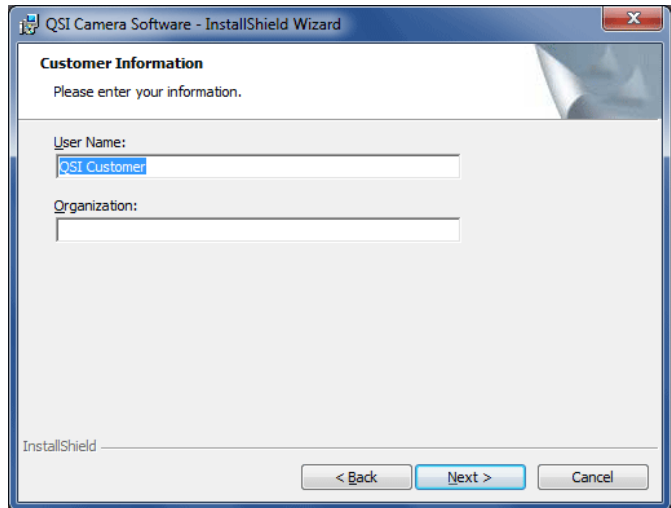 QSI Camera Software - InstallShield Wizard
Customer Information
Please enter your information.
User Name:
QSI Customer
Organization:
InstallShield
< Back Next > Cancel